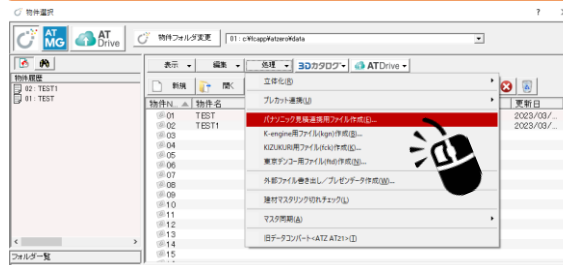 物件選択
? X
AT MG
AT Drive
物件フォルダ変更
01 : c:¥fcapp¥atzero¥data
表示
編集
処理
3Dカタログ
ATDrive
物件履歴
02 : TEST1
01 : TEST
新規
開く
立体化(R)
プレカット連携(U)
パナソニック見積連携用ファイル作成(E)...
K-engine用ファイル(kgn)作成(B)...
KIZUKURI用ファイル(fck)作成(K)...
東京デンコー用ファイル(fhd)作成(N)...
外部ファイル書き出し/プレゼンデータ作成(W)...
建材マスタリンク切れチェック(L)
マスタ同期(A)
旧データコンバート<ATZ AT21>(I)
物件N...
物件名
更新日
01 TEST 2023/03/...
02 TEST1 2023/03/...
03
04
05
06
07
08
09
10
11
12
13
14
15
フォルダ一覧